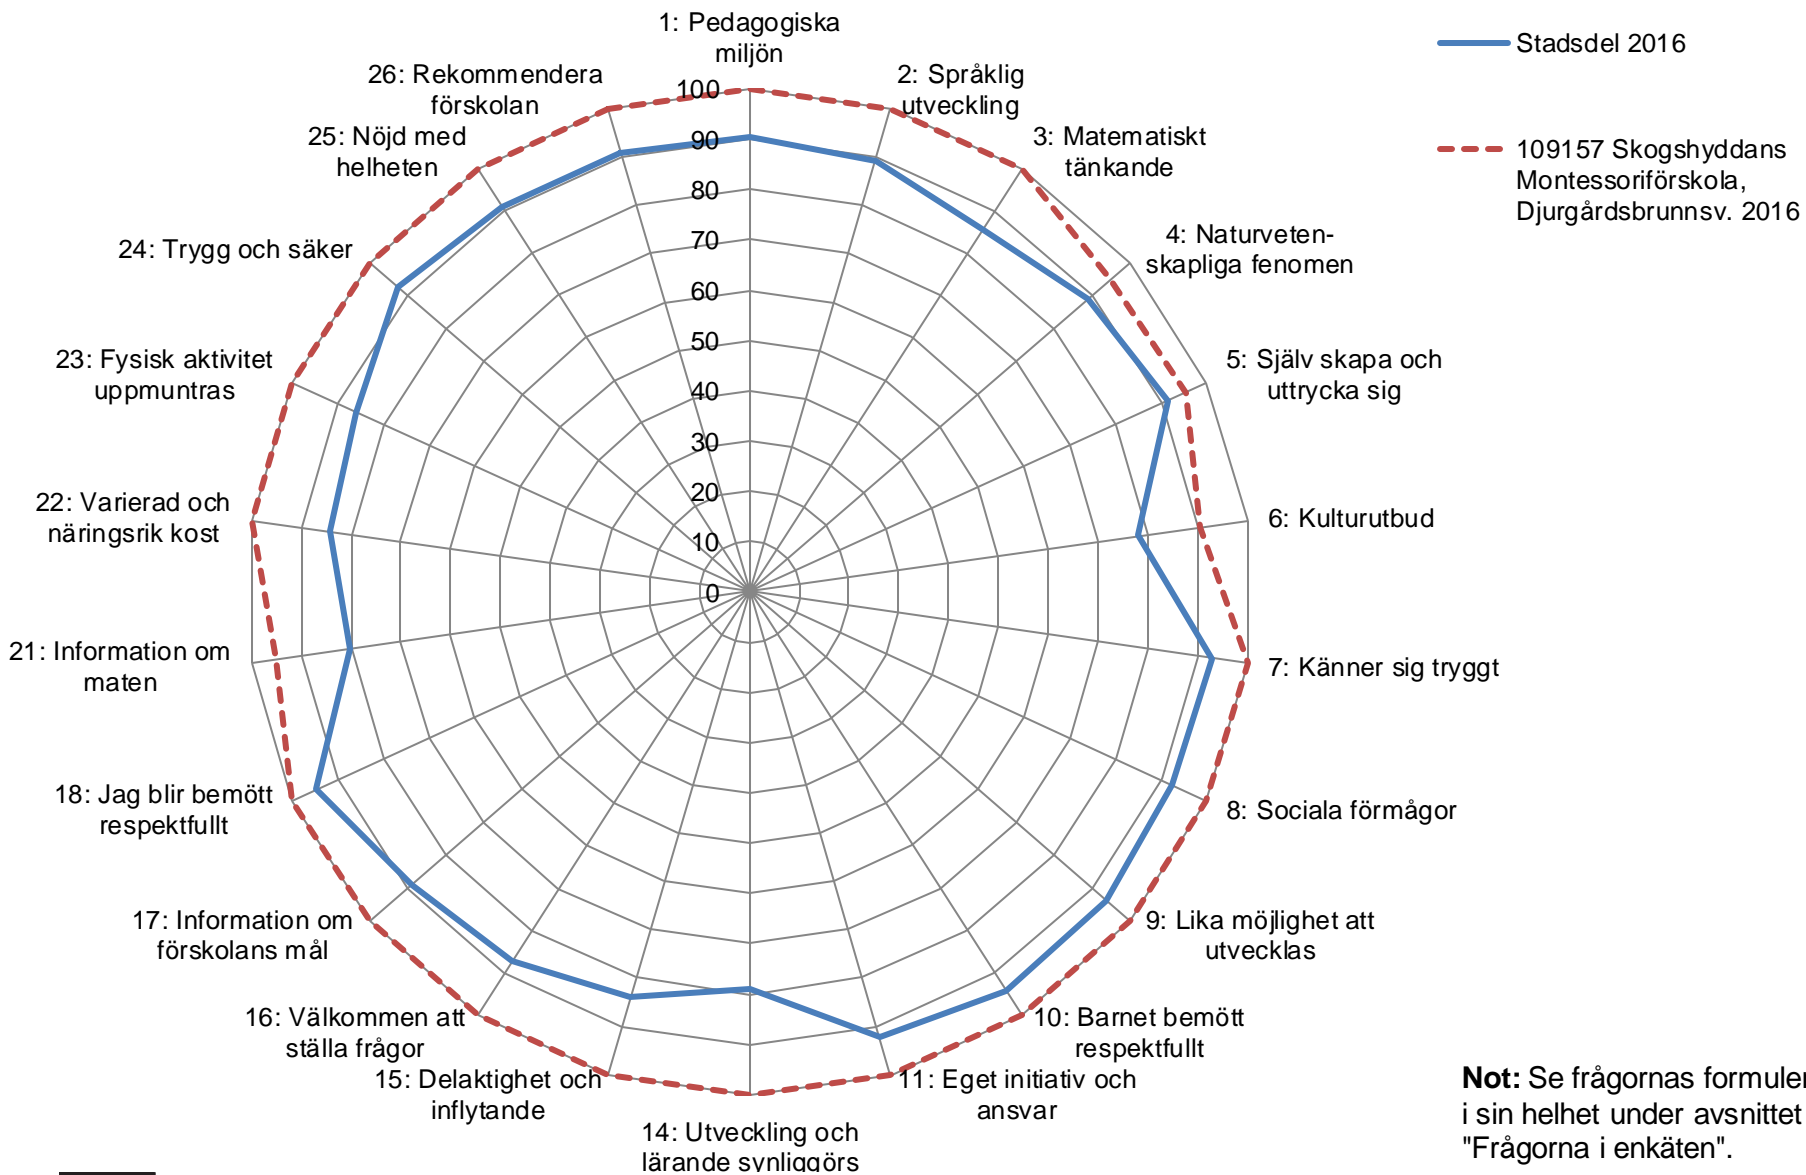 1: Pedagogiska
miljön
2: Språklig
utveckling
3: Matematiskt
tänkande
4: Naturveten-
skapliga fenomen
5: Själv skapa och
uttrycka sig
6: Kulturutbud
7: Känner sig tryggt
8: Sociala förmågor
9: Lika möjlighet att
utvecklas
10: Barnet bemött
respektfullt
11: Eget initiativ och
ansvar
14: Utveckling och
lärande synliggörs
15: Delaktighet och
inflytande
16: Välkommen att
ställa frågor
17: Information om
förskolans mål
18: Jag blir bemött
respektfullt
21: Information om
maten
22: Varierad och
näringsrik kost
23: Fysisk aktivitet
uppmuntras
24: Trygg och säker
25: Nöjd med
helheten
26: Rekommendera
förskolan
100
90
80
70
60
50
40
30
20
10
0
Stadsdel 2016
109157 Skogshyddans
Montessoriförskola,
Djurgårdsbrunnsv. 2016
Not: Se frågornas formuler
i sin helhet under avsnittet
"Frågorna i enkäten".